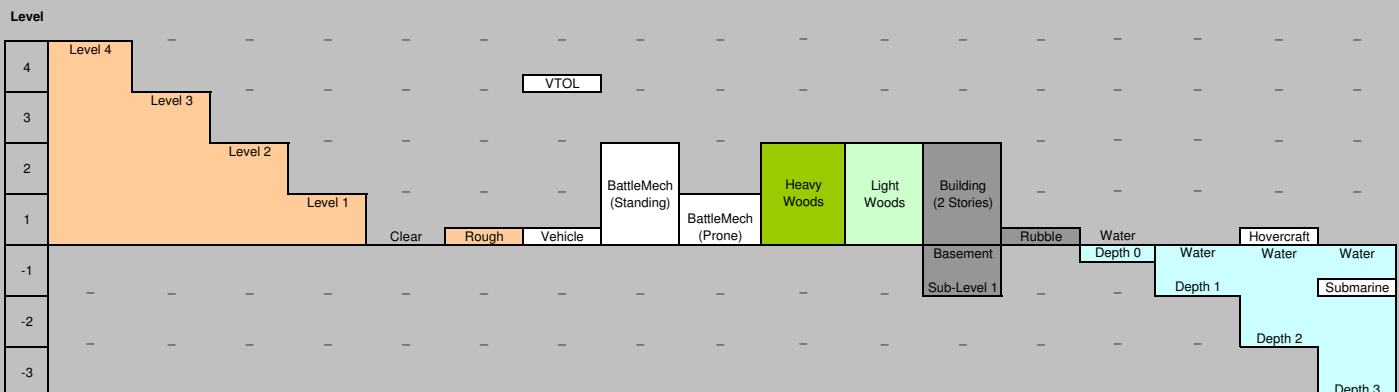 Level
4
Level 4
VTOL
3
Level 3
2
Level 2
BattleMech
(Standing)
Heavy
Woods
Light
Woods
Building
(2 Stories)
1
Level 1
BattleMech
(Prone)
Clear
Rough
Vehicle
Rubble
Water
Hovercraft
-1
Basement
Sub-Level 1
Depth 0
Water
Depth 1
Water
Water
Submarine
-2
Depth 2
-3
Depth 3